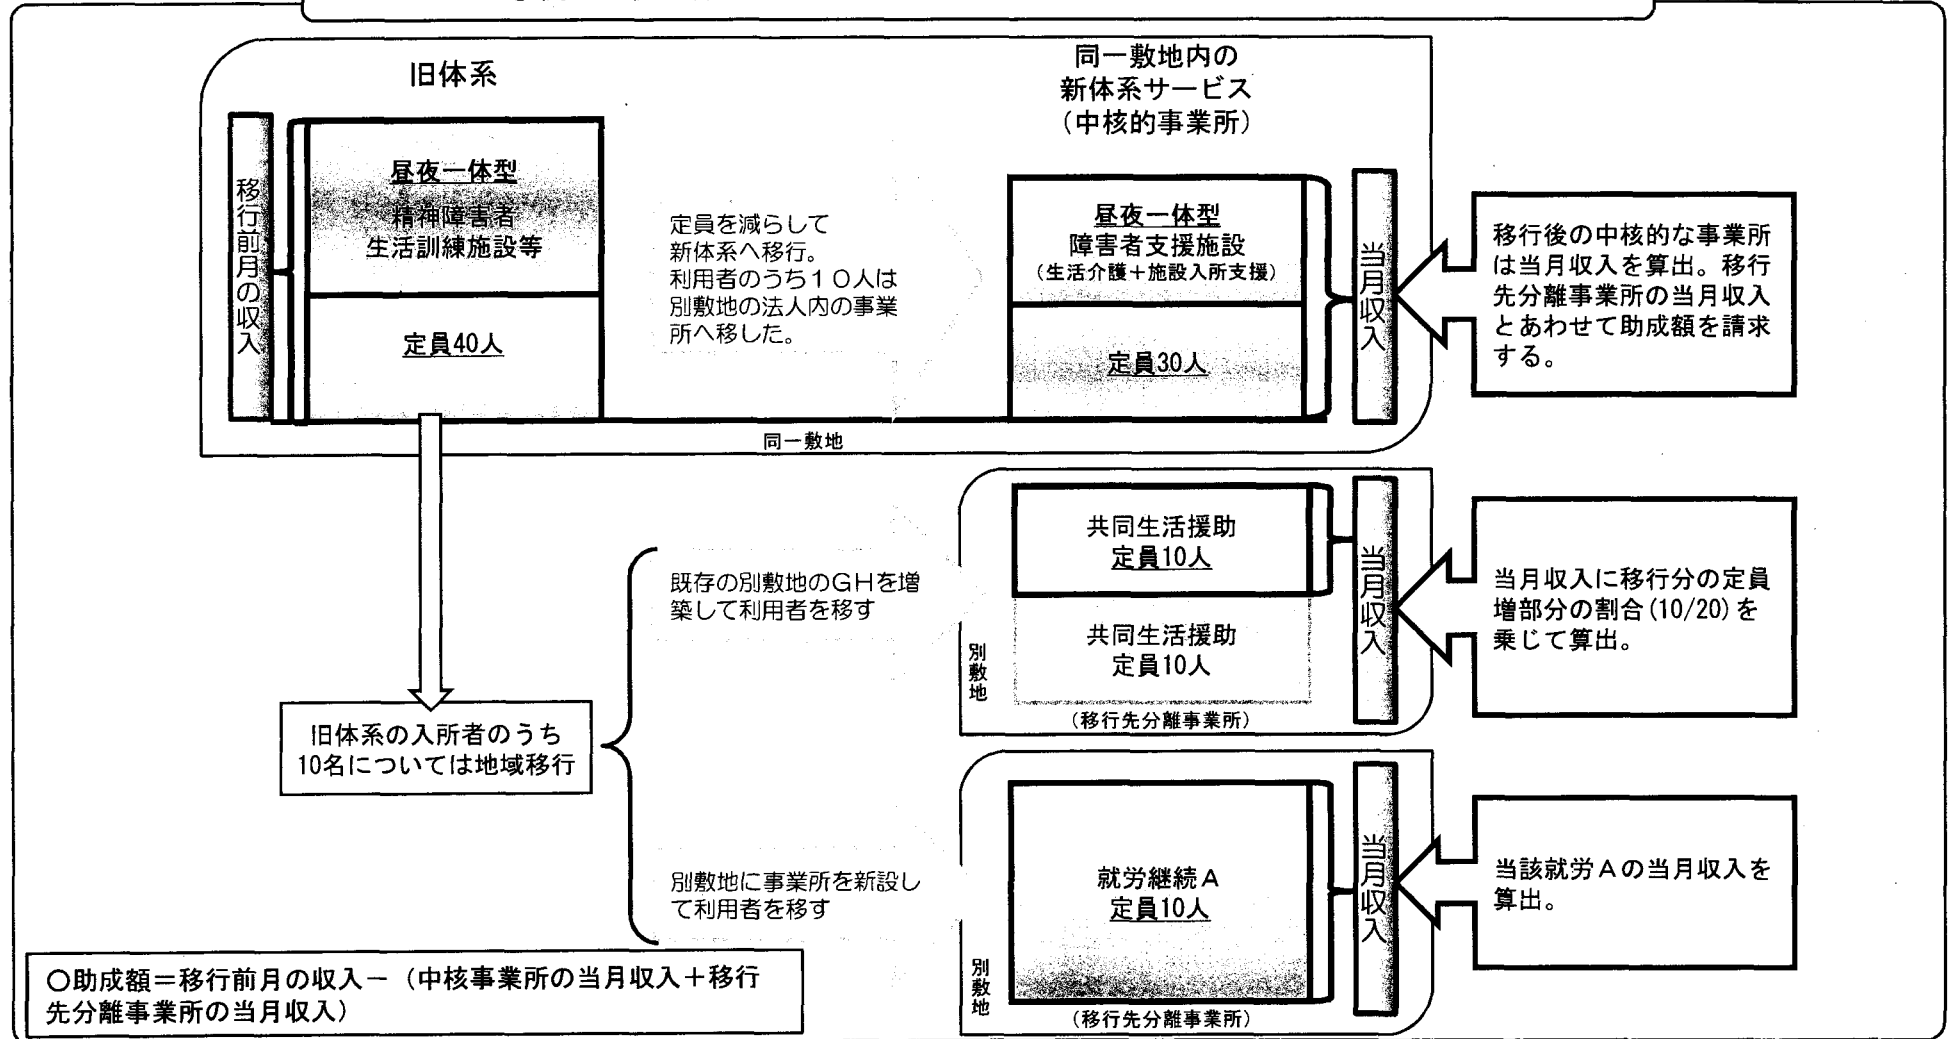 旧体系
同一敷地内の
新体系サービス
（中核的事業所）
移行前月の収入
昼夜一体型
精神障害者
生活訓練施設等
定員40人
定員を減らして
新体系へ移行。
利用者のうち１０人は
別敷地の法人内の事業
所へ移した。
昼夜一体型
障害者支援施設
（生活介護＋施設入所支援）
定員30人
当月収入
移行後の中核的な事業所
は当月収入を算出。移行
先分離事業所の当月収入
とあわせて助成額を請求
する。
同一敷地
旧体系の入所者のうち
10名については地域移行
既存の別敷地のＧＨを増
築して利用者を移す
別敷地
共同生活援助
定員10人
共同生活援助
定員10人
（移行先分離事業所）
当月収入
当月収入に移行分の定員
増部分の割合(10/20)を
乗じて算出。
別敷地に事業所を新設し
て利用者を移す
別敷地
就労継続Ａ
定員10人
（移行先分離事業所）
当月収入
当該就労Ａの当月収入を
算出。
〇助成額＝移行前月の収入－（中核事業所の当月収入＋移行
先分離事業所の当月収入）